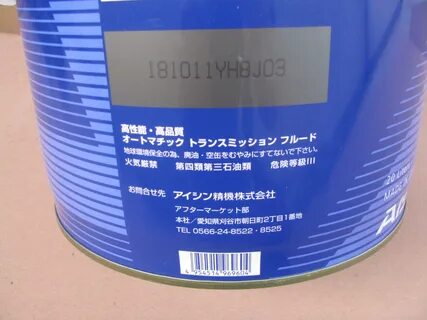 181011YH8J03
高性能・高品質
オートマチック トランスミッション フルード
地球環境保全の為、廃油・空缶をむやみにすてないで下さい。
火気厳禁 第四類第三石油類 危険等級III
お問合せ先 アイシン精機株式会社
アフターマーケット部
本社/愛知県刈谷市朝日町2丁目1番地
TEL 0566-24-8522・8255
4954514969604
20 Liter
MADE